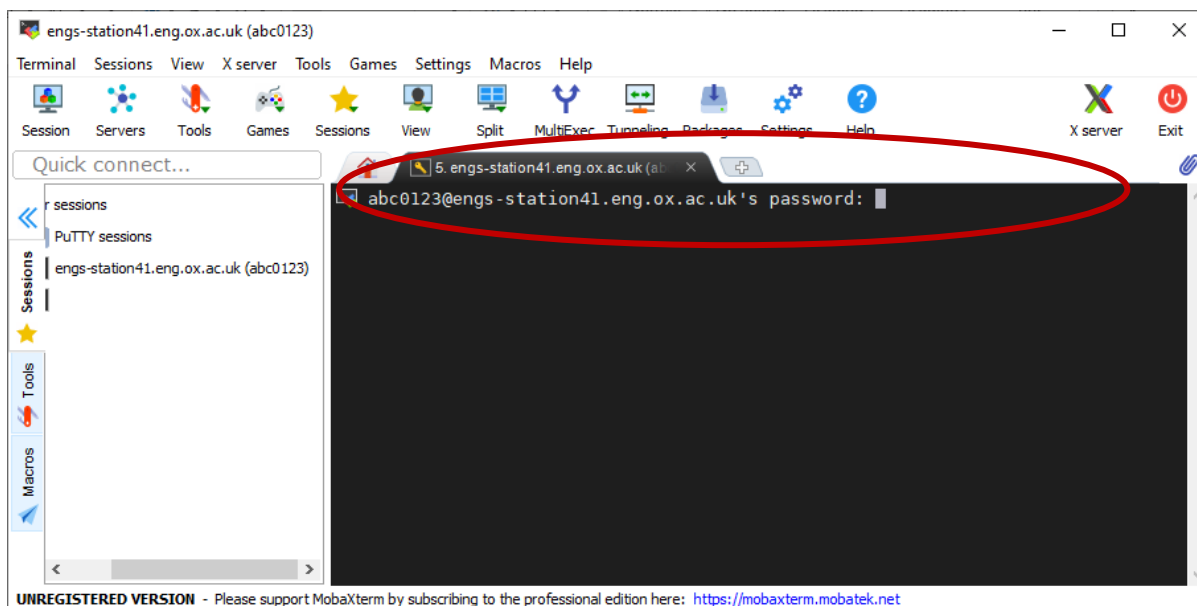 engs-station41.eng.ox.ac.uk (abc0123)
Terminal Sessions View X server Tools Games Settings Macros Help
Session Servers Tools Games Sessions View Split MultiExec Tunneling Packages Settings Help X server Exit
Quick connect...
5. engs-station41.eng.ox.ac.uk (ab
abc0123@engs-station41.eng.ox.ac.uk's password:
r sessions
PuTTY sessions
engs-station41.eng.ox.ac.uk (abc0123)
Sessions
Tools
Macros
UNREGISTERED VERSION - Please support MobaXterm by subscribing to the professional edition here: https://mobaxterm.mobatek.net